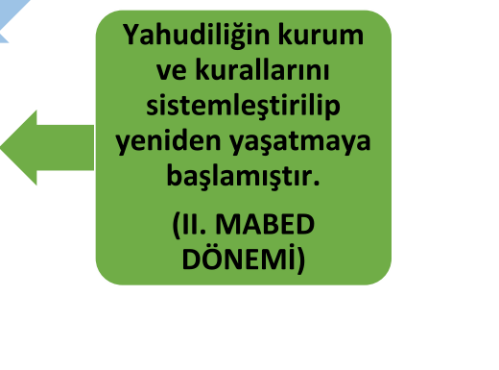 Yahudiliğin kurum
ve kurallarını
sistemleştirilip
yeniden yaşatmaya
başlamıştır.
(II. MABED
DÖNEMİ)